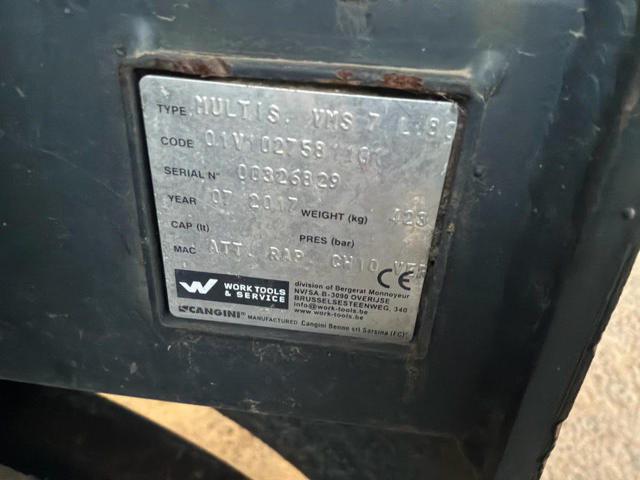 TYPE MULTIS. VMS 7
CODE
SERIAL N° 00326829
YEAR 07 2017 WEIGHT (kg) 423
CAP (lt) PRES (bar)
MAC ATT. RAP. CH10
CE
W WORK TOOLS & SERVICE
division of Bergerat Monnoyeur
NV/SA B-3090 OVERIJSE
BRUSSELSESTEENWEG, 340
info@work-tools.be
www.work-tools.be
CANGINI MANUFACTURED Cangini Benne srl Sarsina (FC)